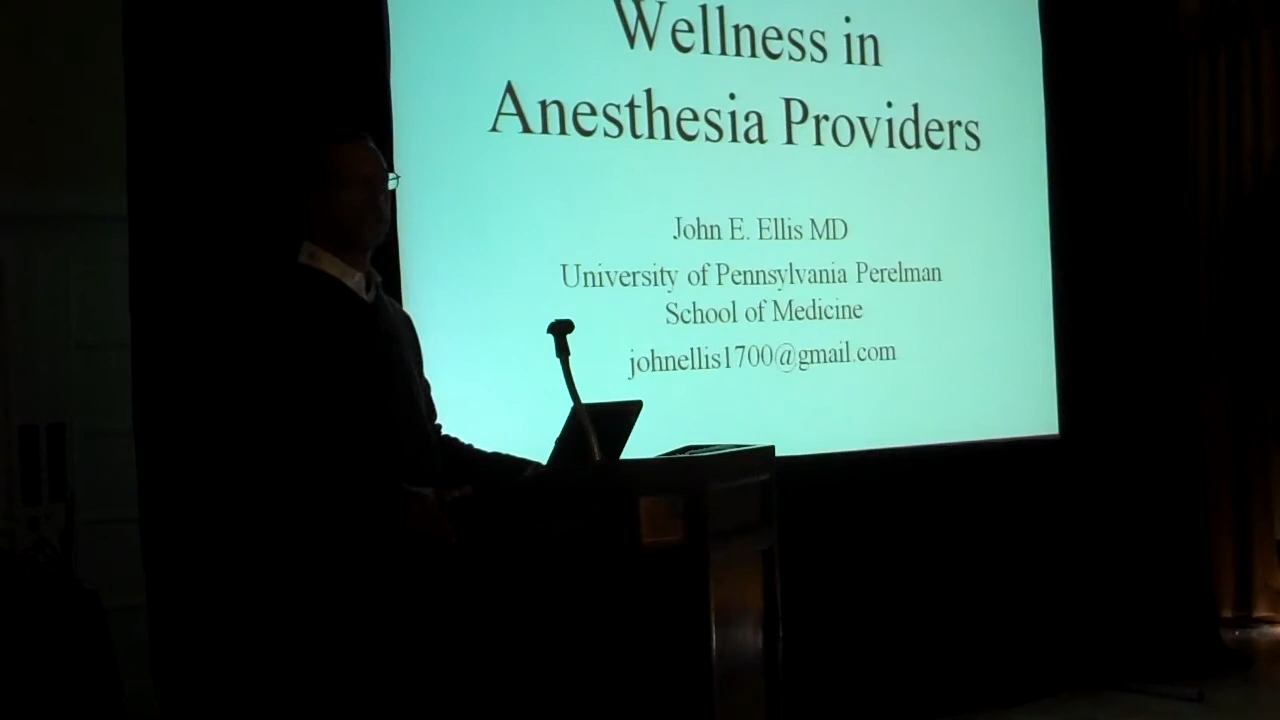 Wellness in
Anesthesia Providers
John E. Ellis MD
University of Pennsylvania Perelman
School of Medicine
johnellis1700@gmail.com